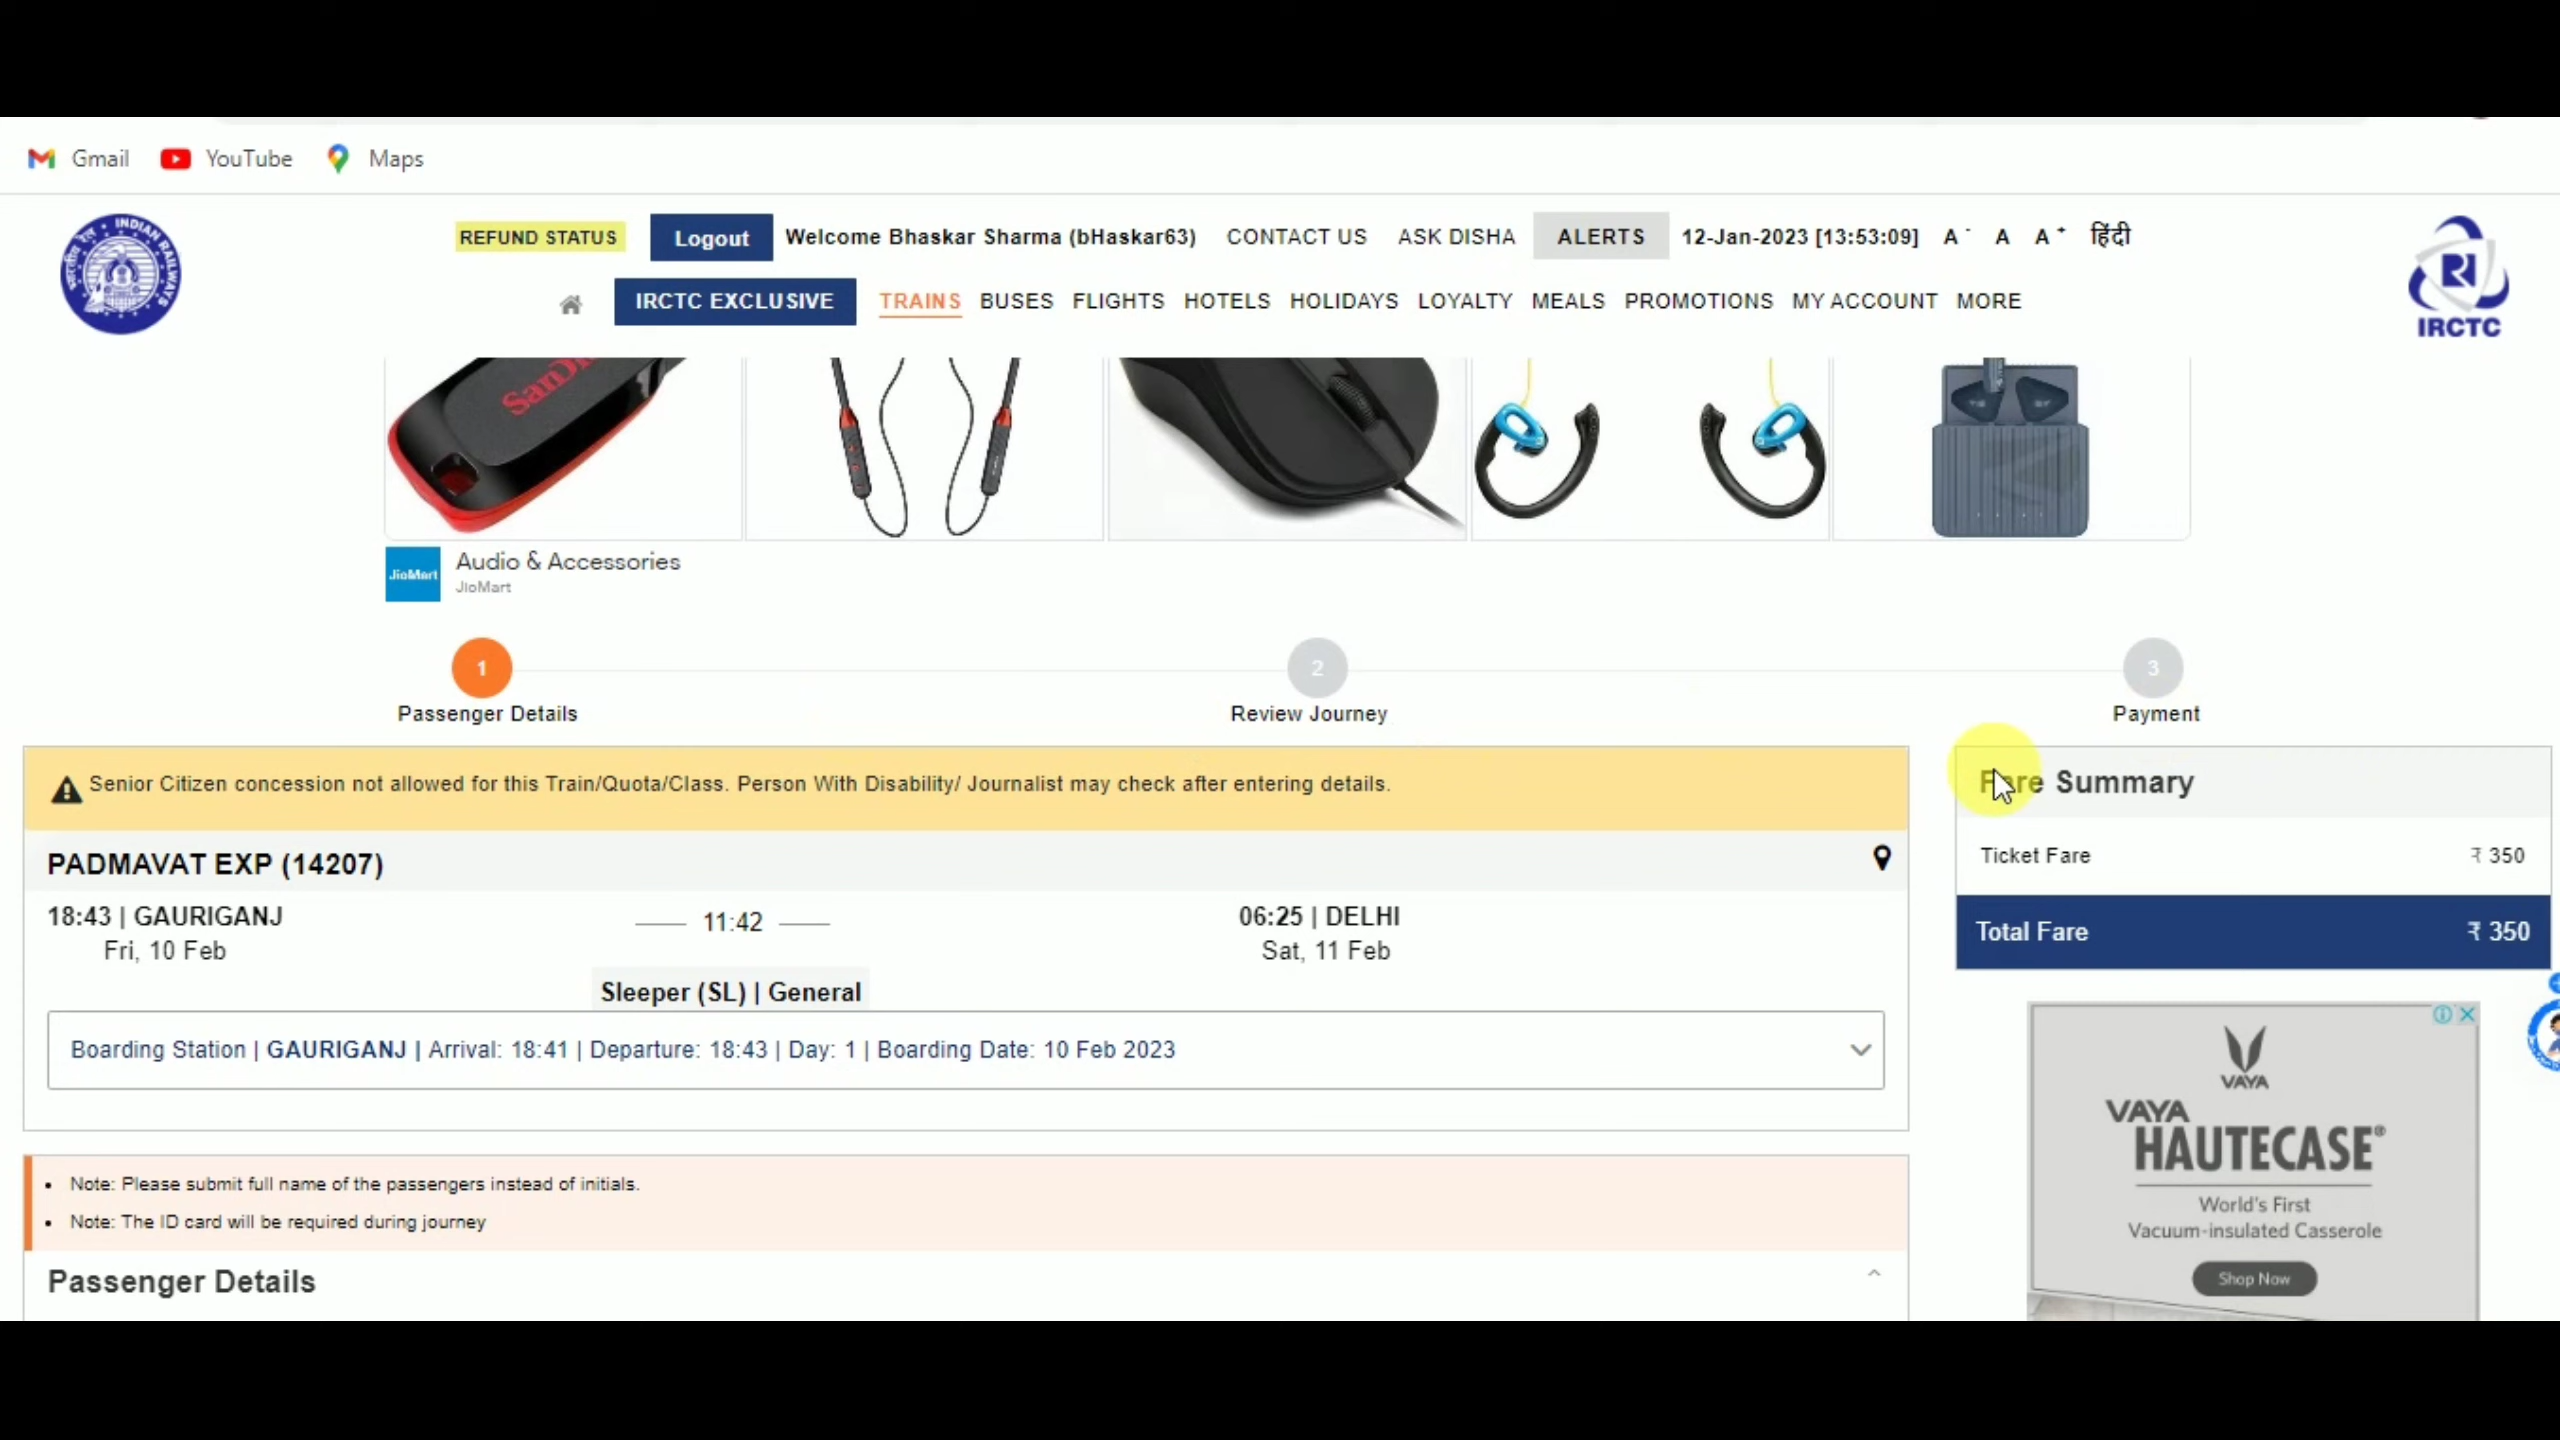 Gmail YouTube Maps
REFUND STATUS Logout Welcome Bhaskar Sharma (bHaskar63) CONTACT US ASK DISHA ALERTS 12-Jan-2023 [13:53:09] A- A A+ हिंदी
IRCTC EXCLUSIVE TRAINS BUSES FLIGHTS HOTELS HOLIDAYS LOYALTY MEALS PROMOTIONS MY ACCOUNT MORE
INDIAN RAILWAYS
भारतीय रेल
IRCTC
SanDi
JioMart
Audio & Accessories
JioMart
1 2 3
Passenger Details Review Journey Payment
Senior Citizen concession not allowed for this Train/Quota/Class. Person With Disability/ Journalist may check after entering details.
PADMAVAT EXP (14207)
18:43 | GAURIGANJ 11:42 06:25 | DELHI
Fri, 10 Feb Sat, 11 Feb
Sleeper (SL) | General
Boarding Station | GAURIGANJ | Arrival: 18:41 | Departure: 18:43 | Day: 1 | Boarding Date: 10 Feb 2023
• Note: Please submit full name of the passengers instead of initials.
• Note: The ID card will be required during journey
Passenger Details
Fare Summary
Ticket Fare ₹ 350
Total Fare ₹ 350
VAYA
VAYA
HAUTECASE®
World's First
Vacuum-insulated Casserole
Shop Now